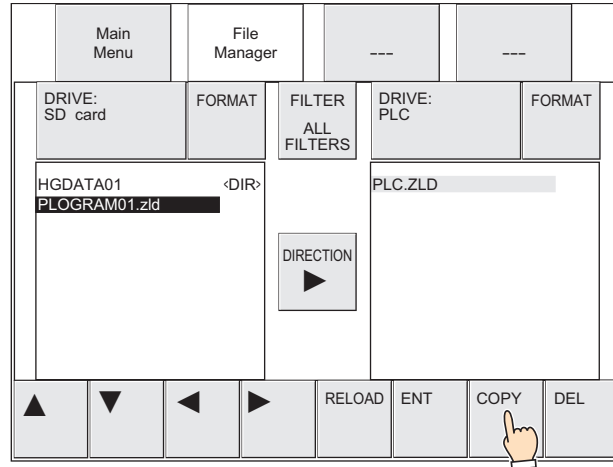 Main
Menu
File
Manager
---
---
DRIVE:
SD card
FORMAT
FILTER
ALL
FILTERS
DRIVE:
PLC
FORMAT
HGDATA01 <DIR>
PLOGRAM01.zld
PLC.ZLD
DIRECTION
RELOAD
ENT
COPY
DEL